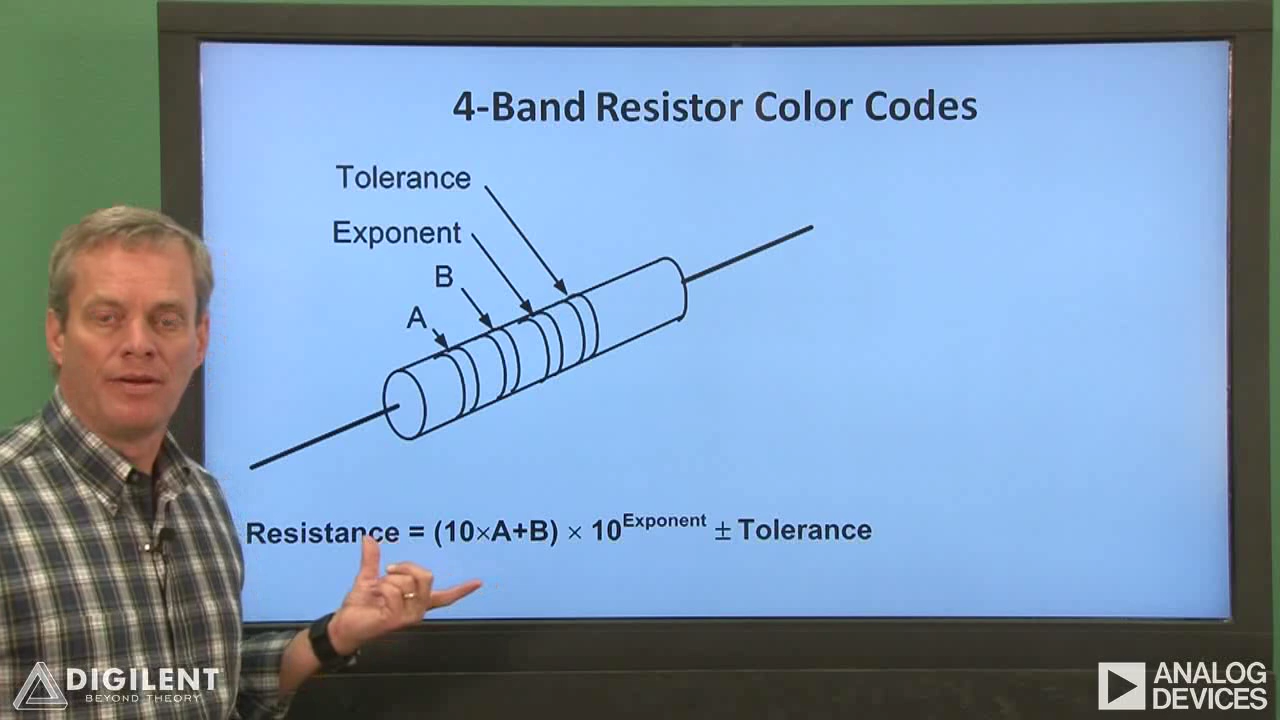 4-Band Resistor Color Codes
Tolerance
Exponent
B
A
Resistance = (10×A+B) × 10^Exponent ± Tolerance
DIGILENT
BEYOND THEORY
ANALOG
DEVICES